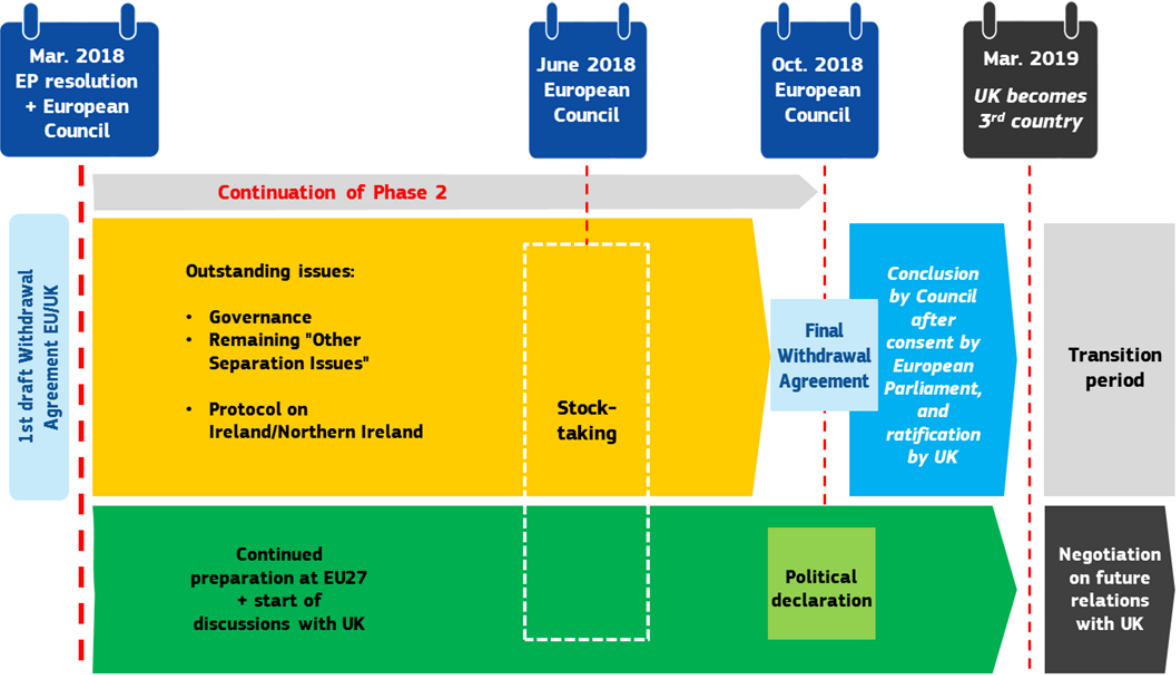 Mar. 2018
EP resolution
+ European
Council
June 2018
European
Council
Oct. 2018
European
Council
Mar. 2019
UK becomes
3rd country
Continuation of Phase 2
1st draft Withdrawal
Agreement EU/UK
Outstanding issues:
• Governance
• Remaining "Other
Separation Issues"
• Protocol on
Ireland/Northern Ireland
Stock-
taking
Final
Withdrawal
Agreement
Conclusion
by Council
after
consent by
European
Parliament,
and
ratification
by UK
Transition
period
Continued
preparation at EU27
+ start of
discussions with UK
Political
declaration
Negotiation
on future
relations
with UK